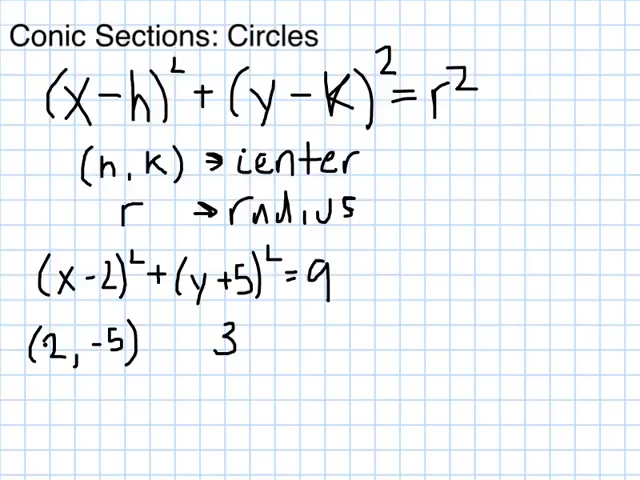 Conic Sections: Circles
(x-h)² + (y-k)² = r²
(h, k) → center
r → radius
(x-2)² + (y+5)² = 9
(2, -5) 3